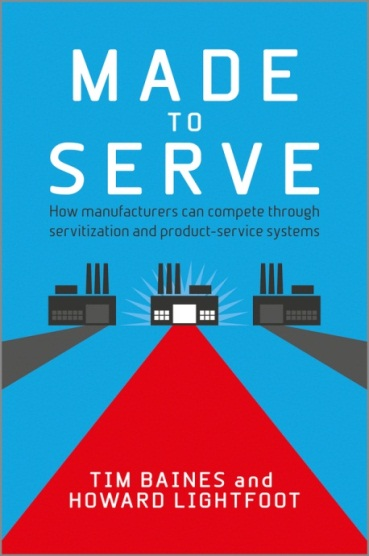 MADE
TO
SERVE
How manufacturers can compete through
servitization and product-service systems
TIM BAINES and
HOWARD LIGHTFOOT